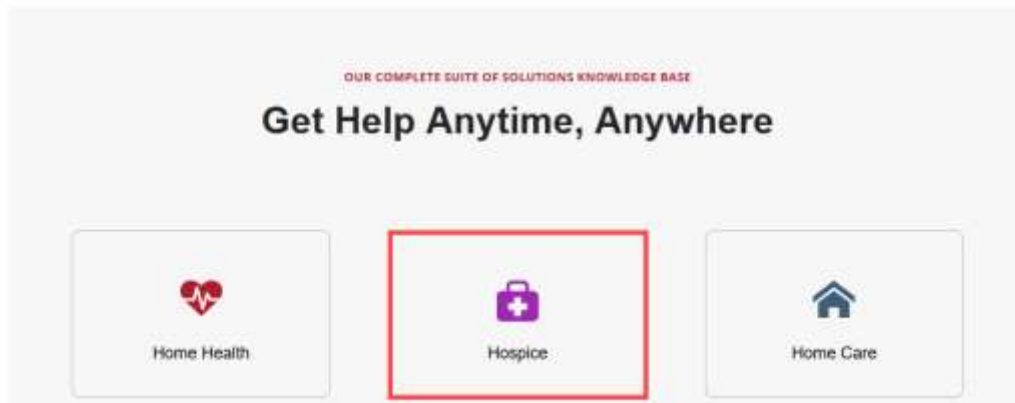 OUR COMPLETE SUITE OF SOLUTIONS KNOWLEDGE BASE
Get Help Anytime, Anywhere
Home Health
Hospice
Home Care